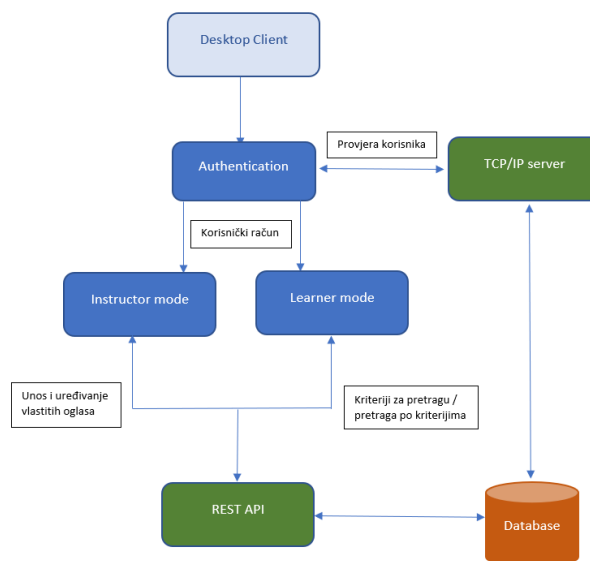 Desktop Client
Provjera korisnika
TCP/IP server
Authentication
Korisnički račun
Instructor mode
Learner mode
Unos i uređivanje
vlastitih oglasa
Kriteriji za pretragu /
pretraga po kriterijima
REST API
Database